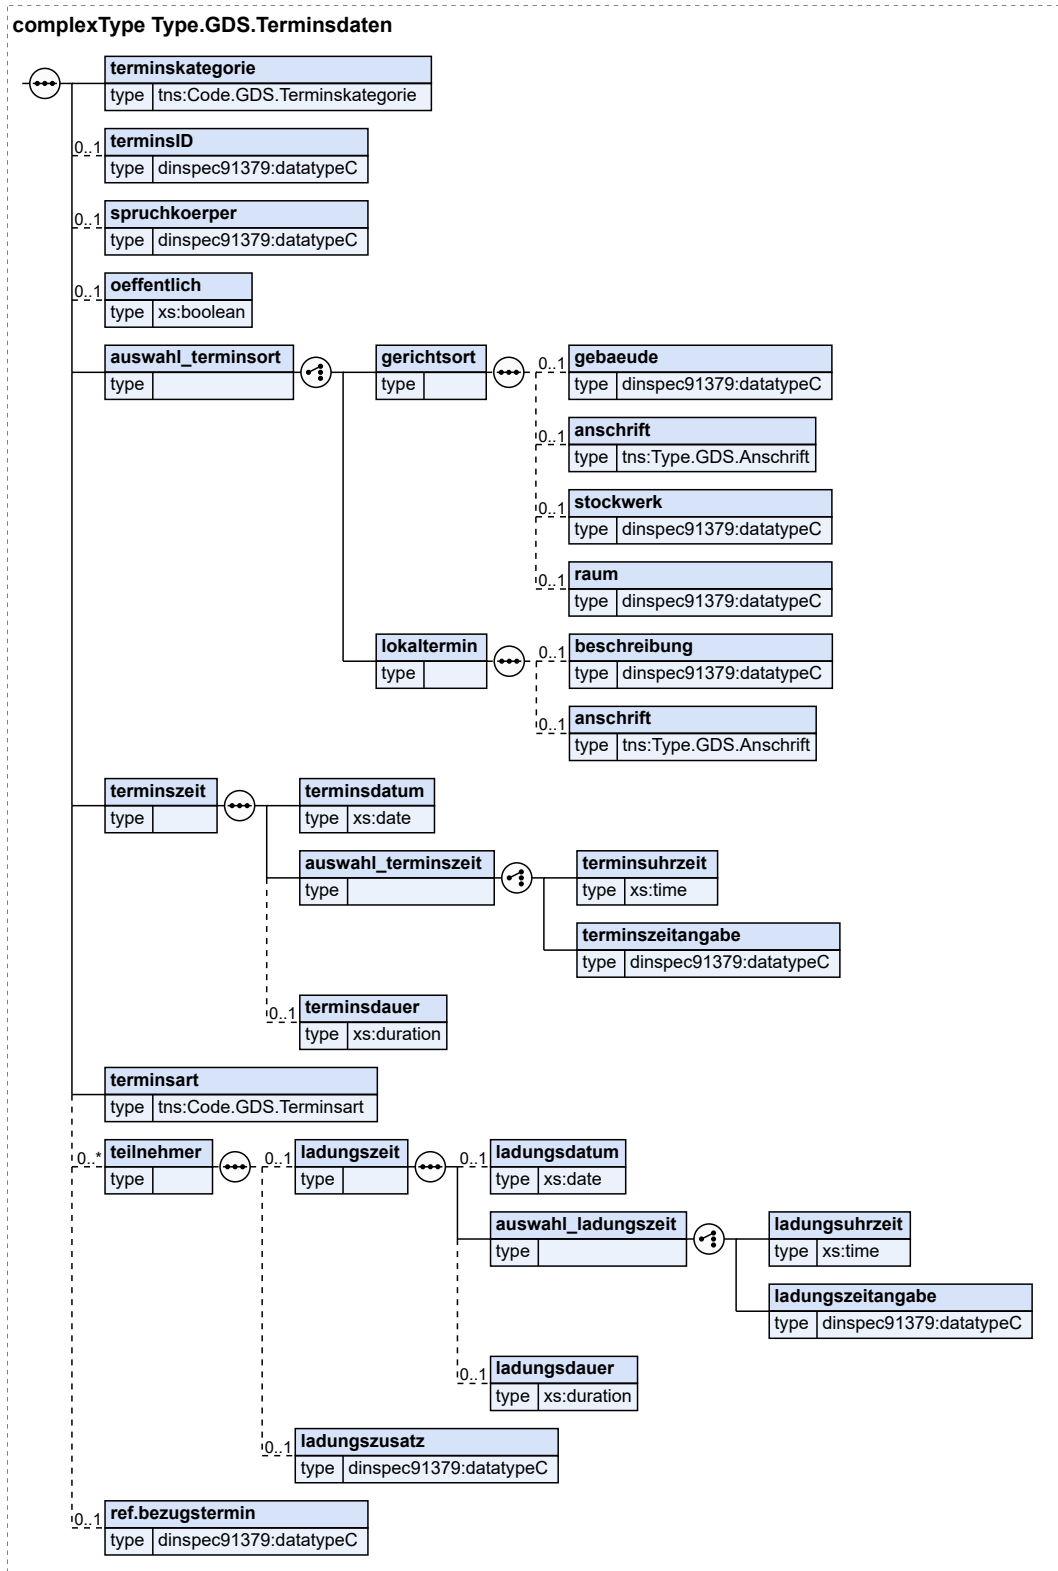 complexType Type.GDS.Terminsdaten
terminskategorie
type tns:Code.GDS.Terminskategorie
0..1 terminsID
type dinspec91379:datatypeC
0..1 spruchkoerper
type dinspec91379:datatypeC
0..1 oeffentlich
type xs:boolean
auswahl_terminsort
type
gerichtsort
type
0..1 gebaeude
type dinspec91379:datatypeC
0..1 anschrift
type tns:Type.GDS.Anschrift
0..1 stockwerk
type dinspec91379:datatypeC
0..1 raum
type dinspec91379:datatypeC
lokaltermin
type
0..1 beschreibung
type dinspec91379:datatypeC
0..1 anschrift
type tns:Type.GDS.Anschrift
terminszeit
type
terminsdatum
type xs:date
auswahl_terminszeit
type
terminsuhrzeit
type xs:time
terminszeitangabe
type dinspec91379:datatypeC
0..1 terminsdauer
type xs:duration
terminsart
type tns:Code.GDS.Terminsart
0..* teilnehmer
type
0..1 ladungszeit
type
0..1 ladungsdatum
type xs:date
auswahl_ladungszeit
type
ladungsuhrzeit
type xs:time
ladungszeitangabe
type dinspec91379:datatypeC
0..1 ladungsdauer
type xs:duration
0..1 ladungszusatz
type dinspec91379:datatypeC
0..1 ref.bezugstermin
type dinspec91379:datatypeC